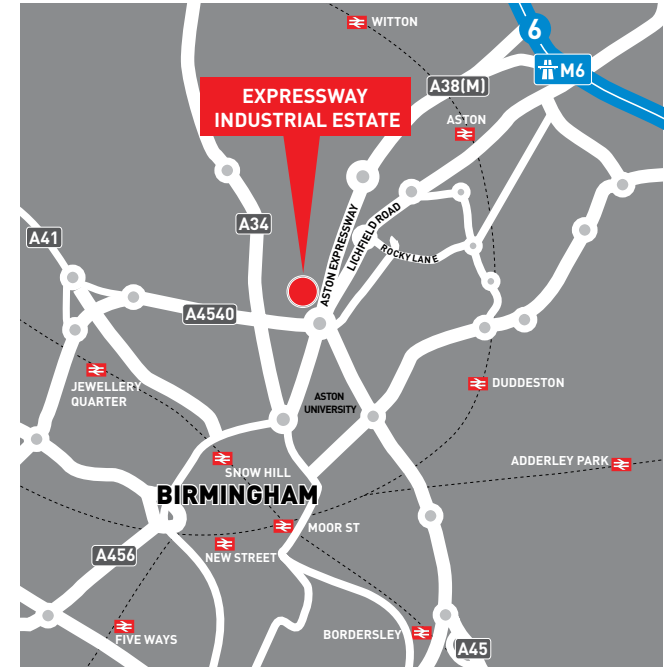 WITTON
6
M6
A38(M)
EXPRESSWAY
INDUSTRIAL ESTATE
ASTON
A34
A41
ASTON EXPRESSWAY
LICHFIELD ROAD
ROCKY LANE
A4540
JEWELLERY
QUARTER
DUDDESTON
ASTON
UNIVERSITY
SNOW HILL
ADDERLEY PARK
BIRMINGHAM
MOOR ST
A456
NEW STREET
FIVE WAYS
BORDERSLEY
A45